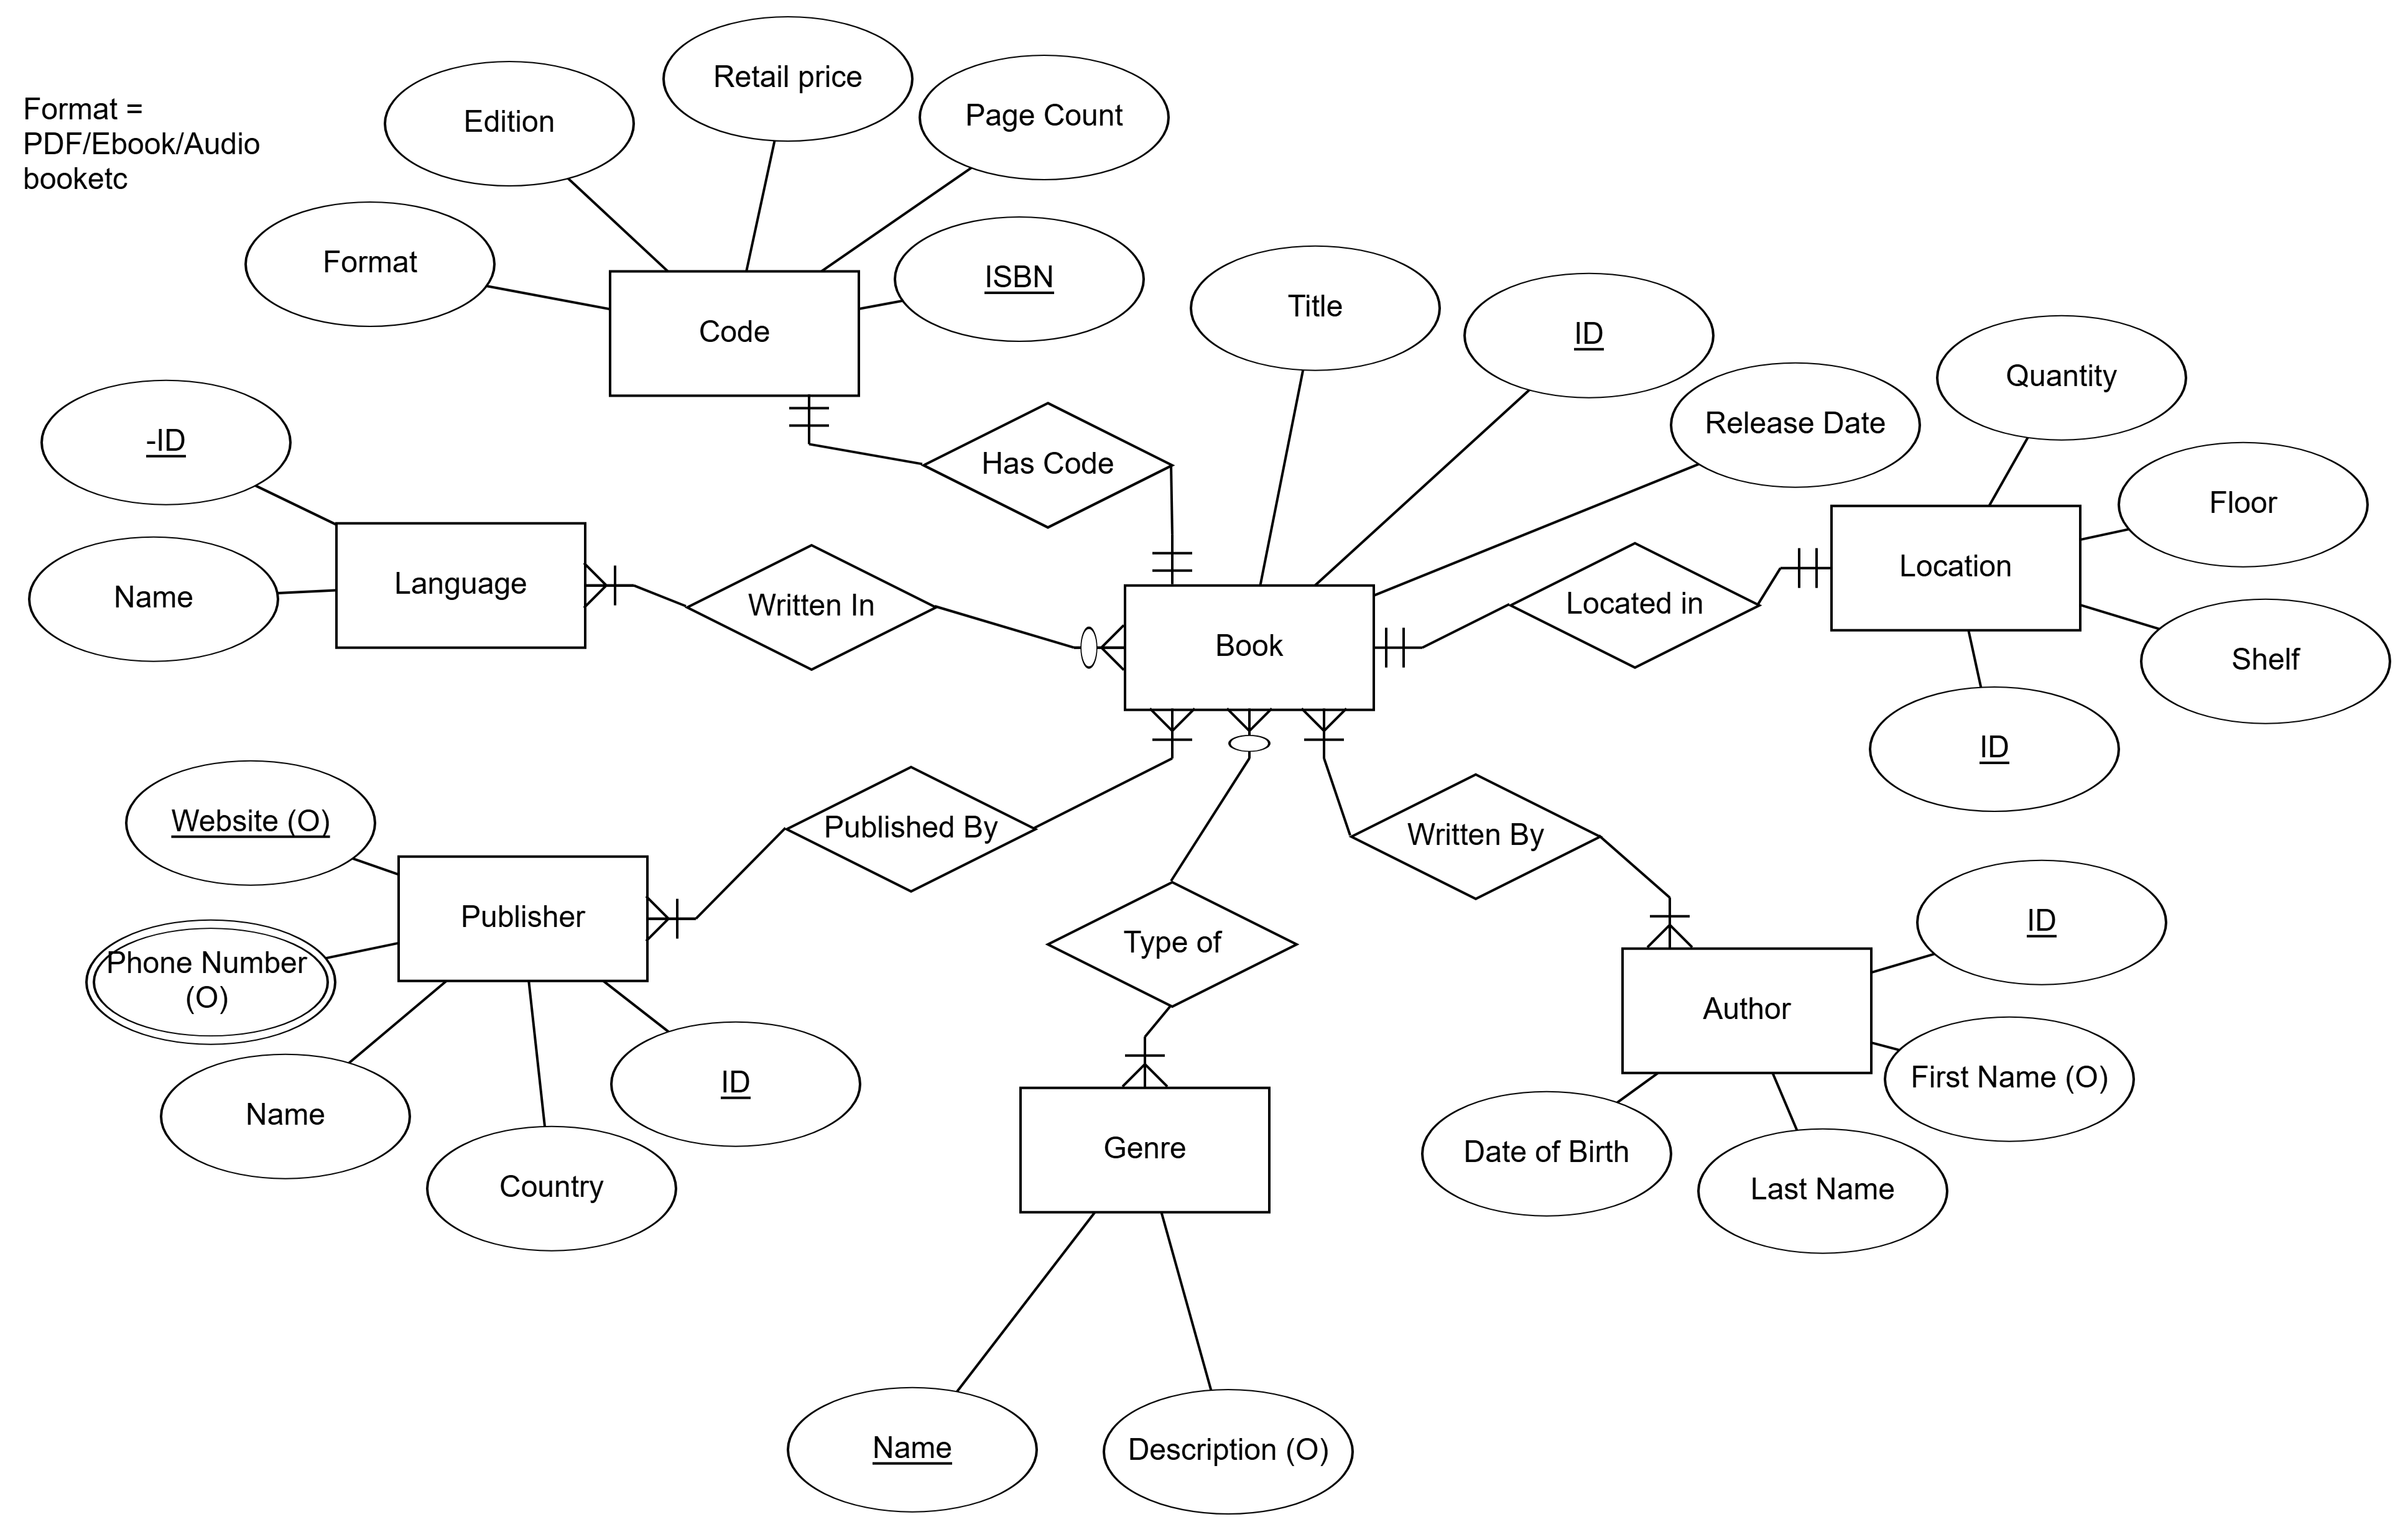 Retail price
Edition
Page Count
Format =
PDF/Ebook/Audio
booketc
Format
ISBN
Code
Title
ID
Quantity
Release Date
-ID
Has Code
Floor
Language
Name
Written In
Book
Located in
Location
Shelf
ID
Website (O)
Published By
Written By
Publisher
Phone Number
(O)
Type of
ID
Author
Name
ID
Country
Genre
First Name (O)
Date of Birth
Last Name
Name
Description (O)